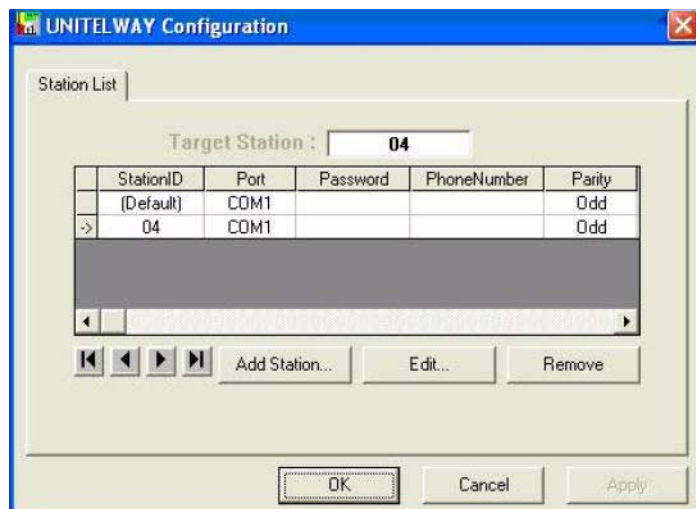 UNITELWAY Configuration
Station List
Target Station : 04
StationID Port Password PhoneNumber Parity
(Default) COM1 Odd
-> 04 COM1 Odd
Add Station... Edit... Remove
OK Cancel Apply